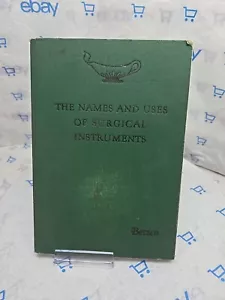 ebay
THE NAMES AND USES
OF SURGICAL
INSTRUMENTS